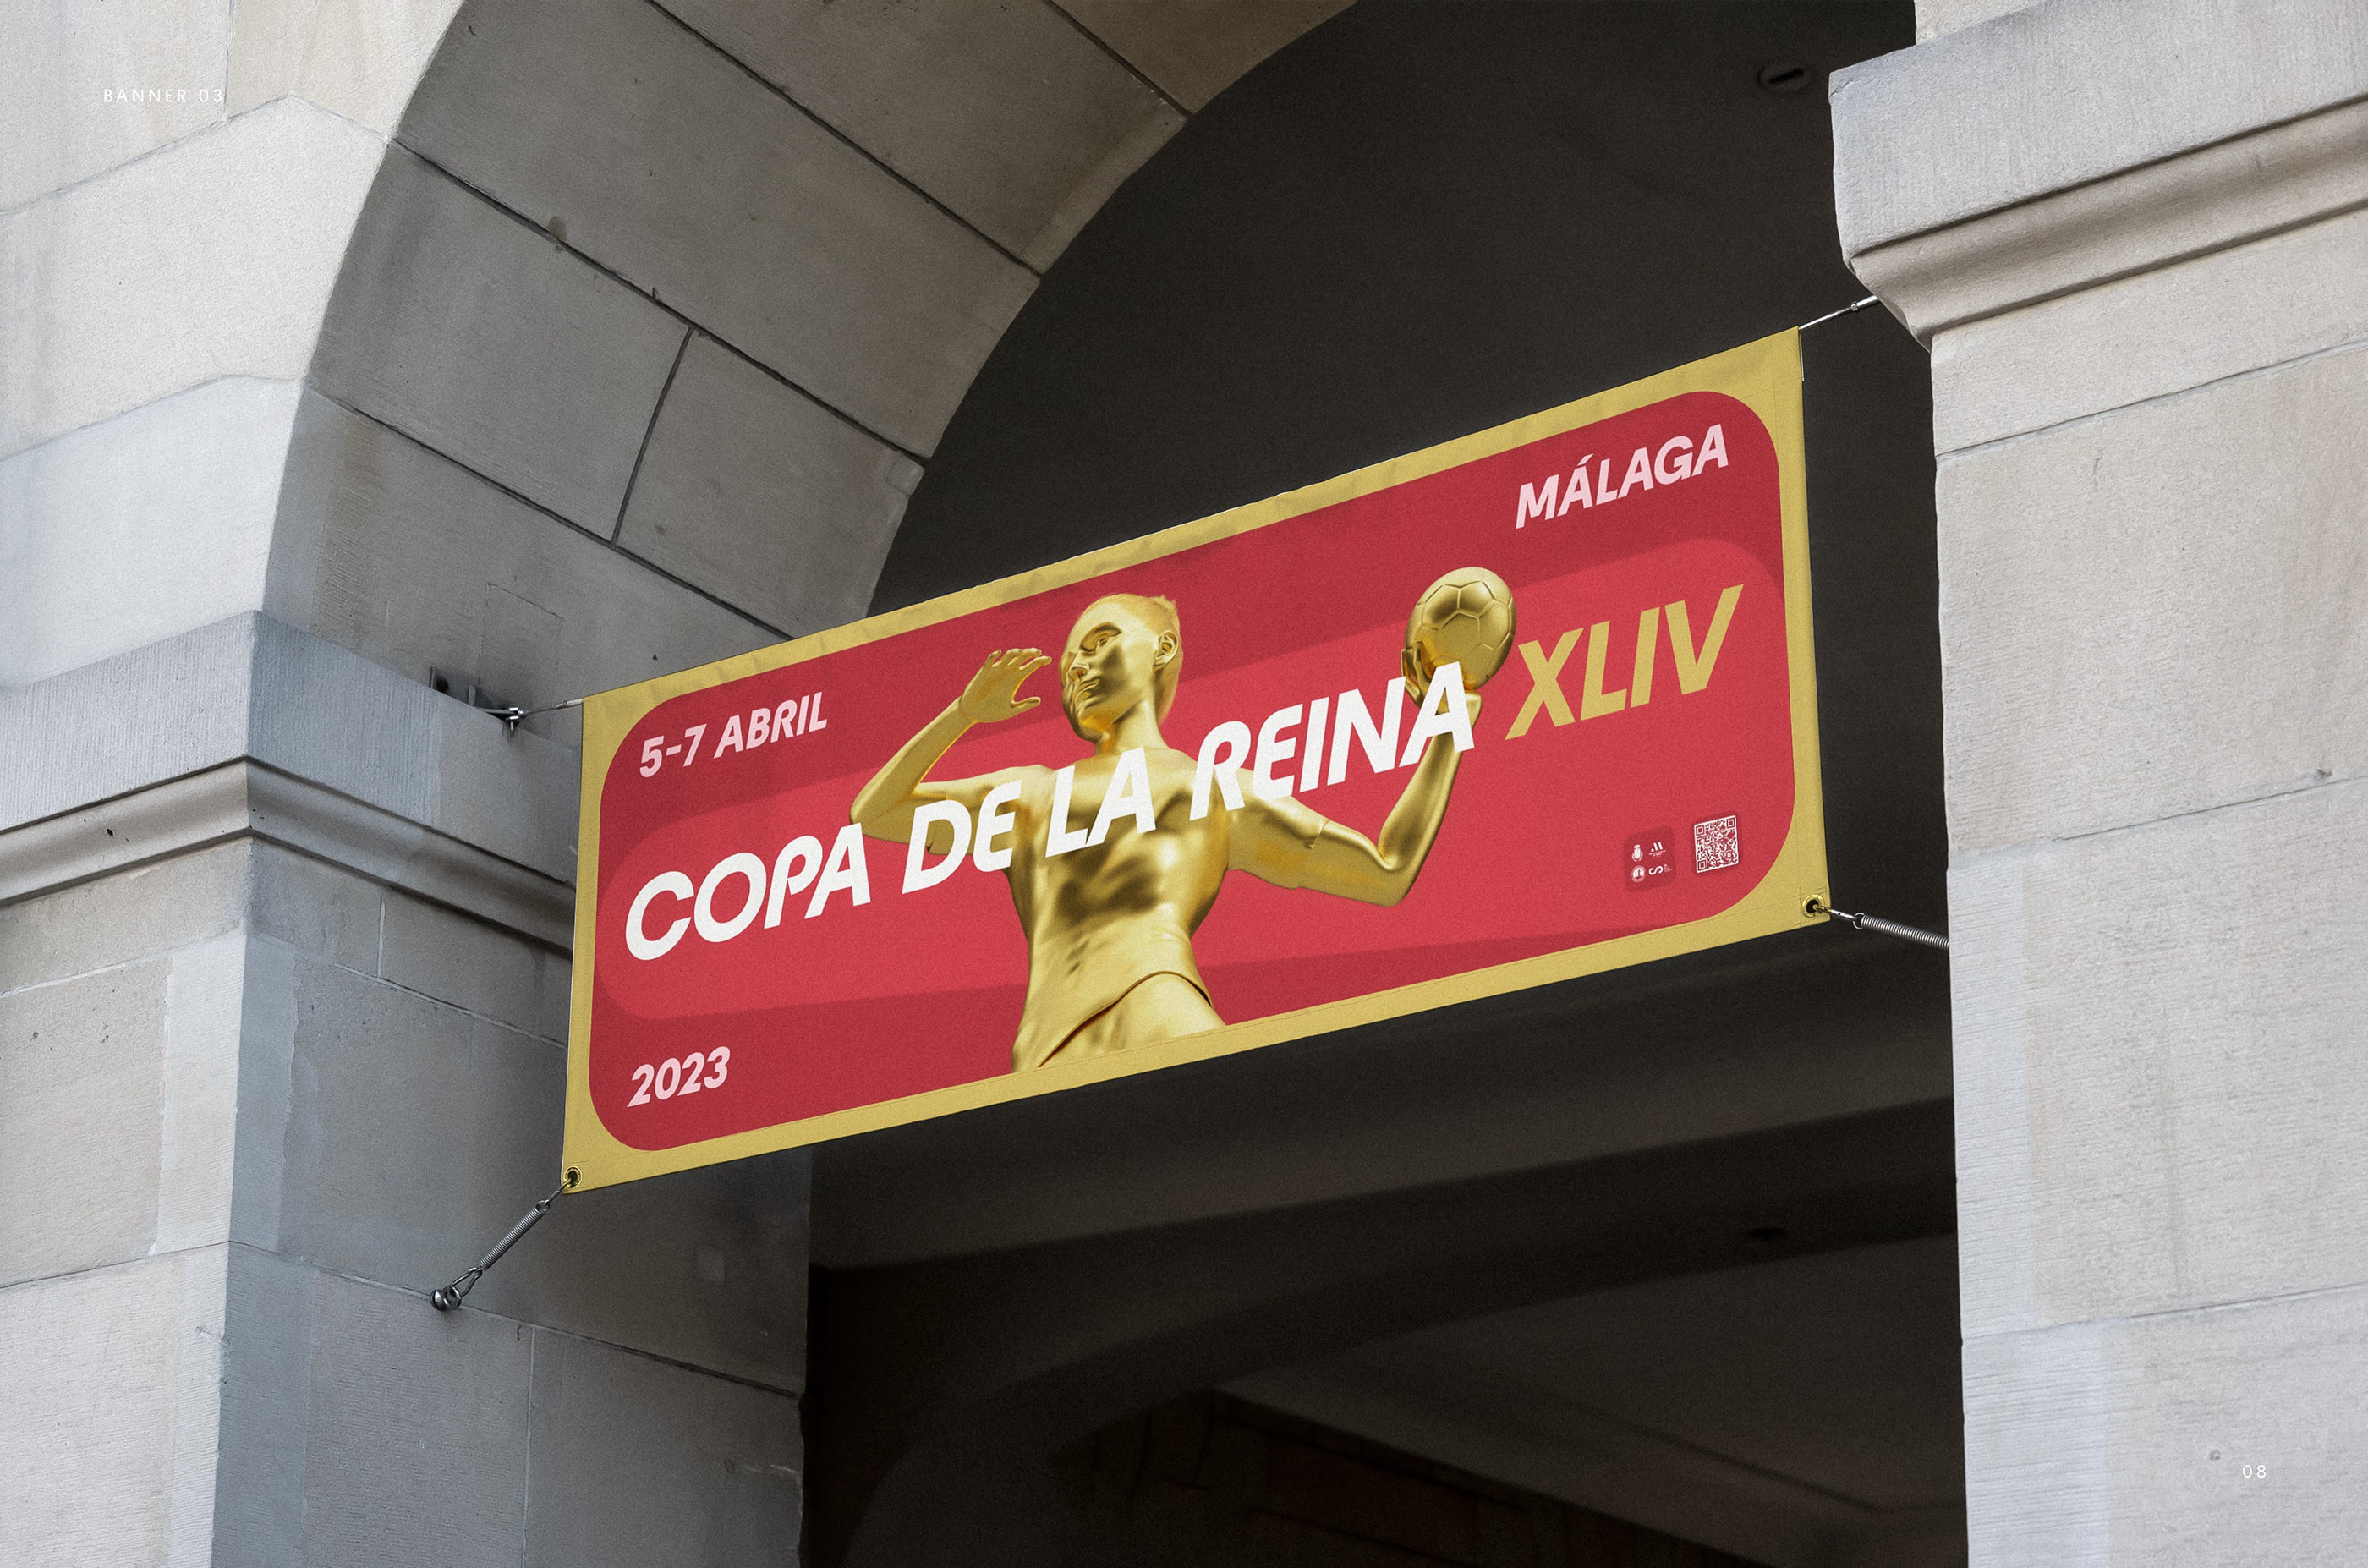 BANNER 03
MÁLAGA
5-7 ABRIL
COPA DE LA REINA XLIV
2023
08